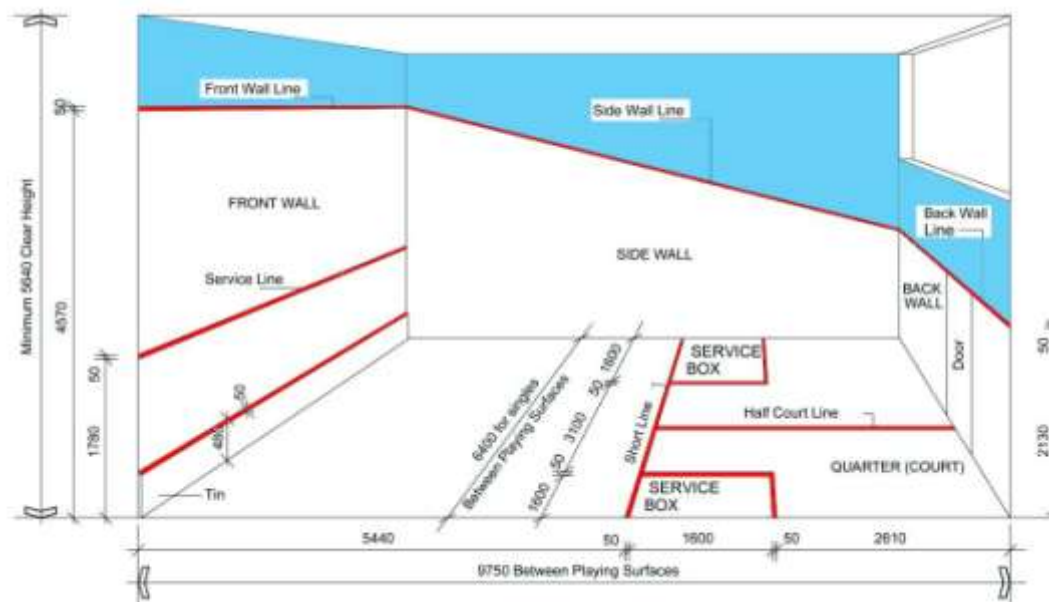 Front Wall Line
Side Wall Line
50
Minimum 5640 Clear Height
4570
FRONT WALL
SIDE WALL
Back Wall
Line
Service Line
BACK
WALL
Door
50
50
1780
50
480
Tin
6400 for singles
Between Playing Surfaces
1600
50
3100
50
1600
Short Line
SERVICE
BOX
Half Court Line
QUARTER (COURT)
2130
SERVICE
BOX
5440
50
1600
50
2610
9750 Between Playing Surfaces